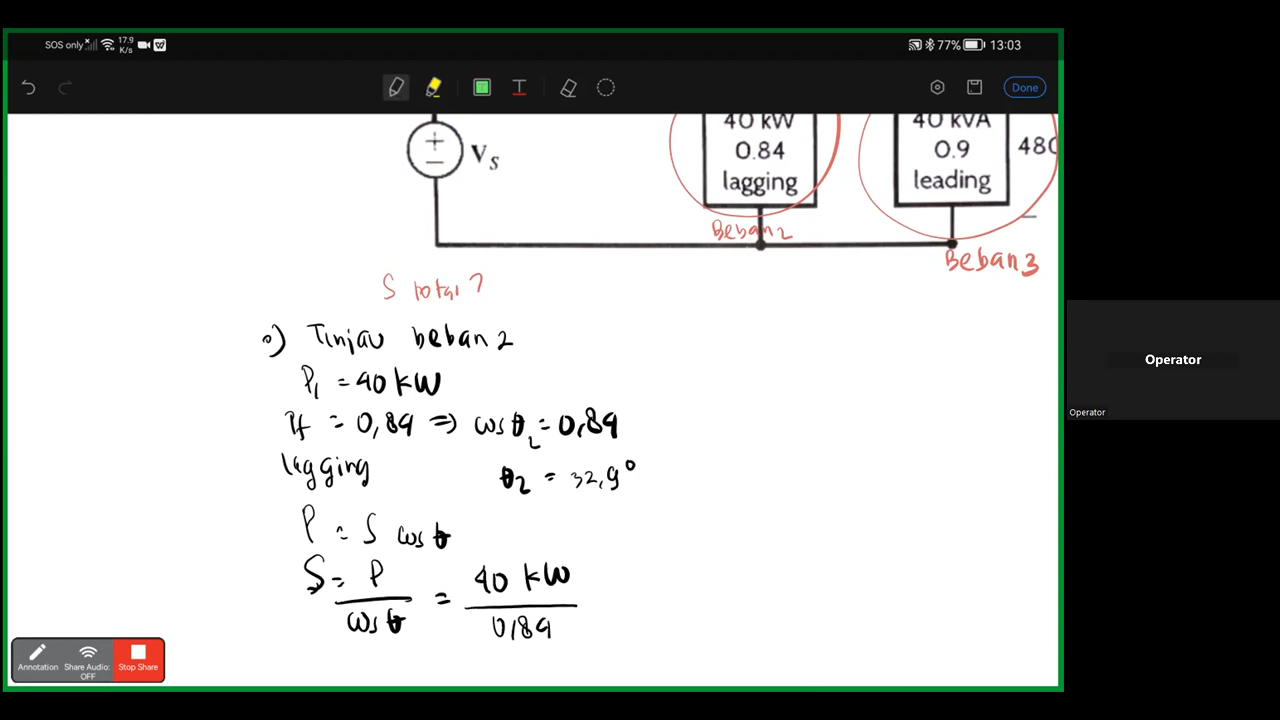 SOS only 17.9 K/s W 77% 13:03
T Done
40 kW 40 kVA
+ 0.84 0.9 480
− VS lagging leading
−
Beban 2
Beban 3
S total ?
o) Tinjau beban 2
P1 = 40 kW
Pf = 0,84 => cos θ2 = 0,84
lagging θ2 = 32,9°
P = S cos θ
S = P / cos θ = 40 kW / 0,84
Annotation Share Audio: OFF Stop Share
Operator
Operator